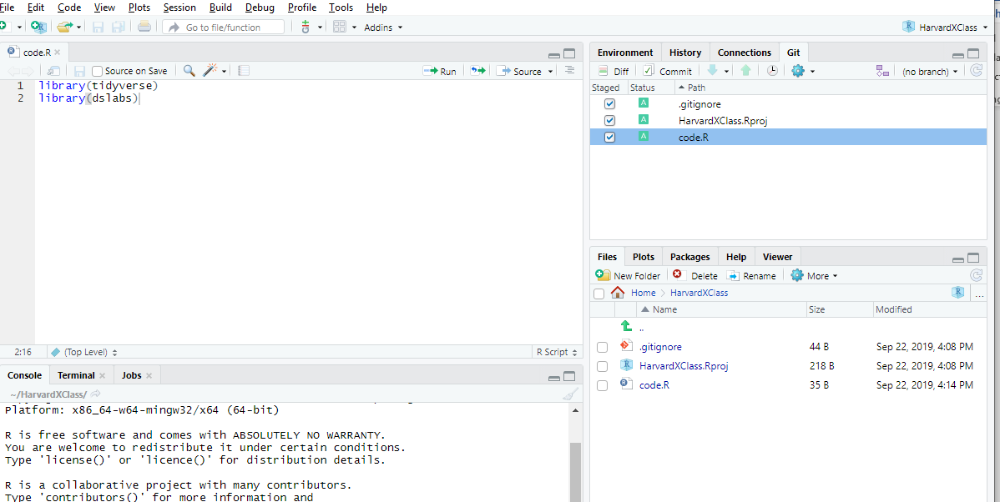 File Edit Code View Plots Session Build Debug Profile Tools Help
Go to file/function
Addins
HarvardXClass
code.R
Source on Save
Run
Source
1 library(tidyverse)
2 library(dslabs)
2:16 (Top Level) R Script
Console Terminal Jobs
~/HarvardXClass/
Platform: x86_64-w64-mingw32/x64 (64-bit)
R is free software and comes with ABSOLUTELY NO WARRANTY.
You are welcome to redistribute it under certain conditions.
Type 'license()' or 'licence()' for distribution details.
R is a collaborative project with many contributors.
Type 'contributors()' for more information and
Environment History Connections Git
Diff Commit (no branch)
Staged Status Path
A .gitignore
A HarvardXClass.Rproj
A code.R
Files Plots Packages Help Viewer
New Folder Delete Rename More
Home HarvardXClass ...
Name Size Modified
..
.gitignore 44 B Sep 22, 2019, 4:08 PM
HarvardXClass.Rproj 218 B Sep 22, 2019, 4:08 PM
code.R 35 B Sep 22, 2019, 4:14 PM